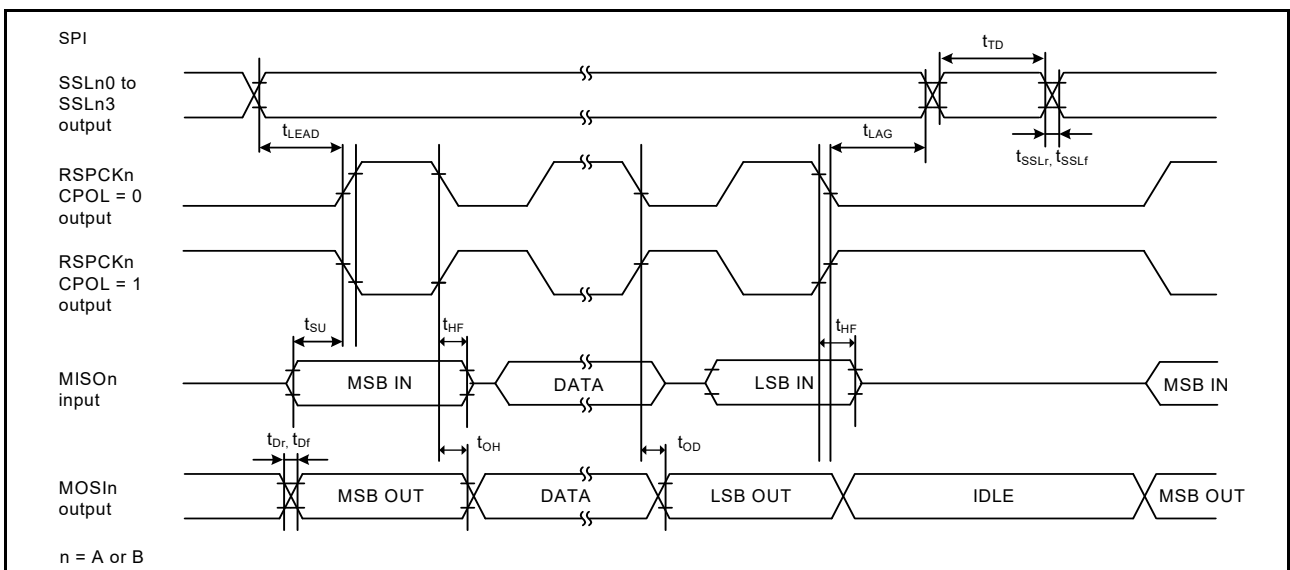 SPI
tTD
SSLn0 to
SSLn3
output
tLEAD
tLAG
tSSLr, tSSLf
RSPCKn
CPOL = 0
output
RSPCKn
CPOL = 1
output
tSU
tHF
tHF
MISOn
input
MSB IN
DATA
LSB IN
MSB IN
tDr, tDf
tOH
tOD
MOSIn
output
MSB OUT
DATA
LSB OUT
IDLE
MSB OUT
n = A or B